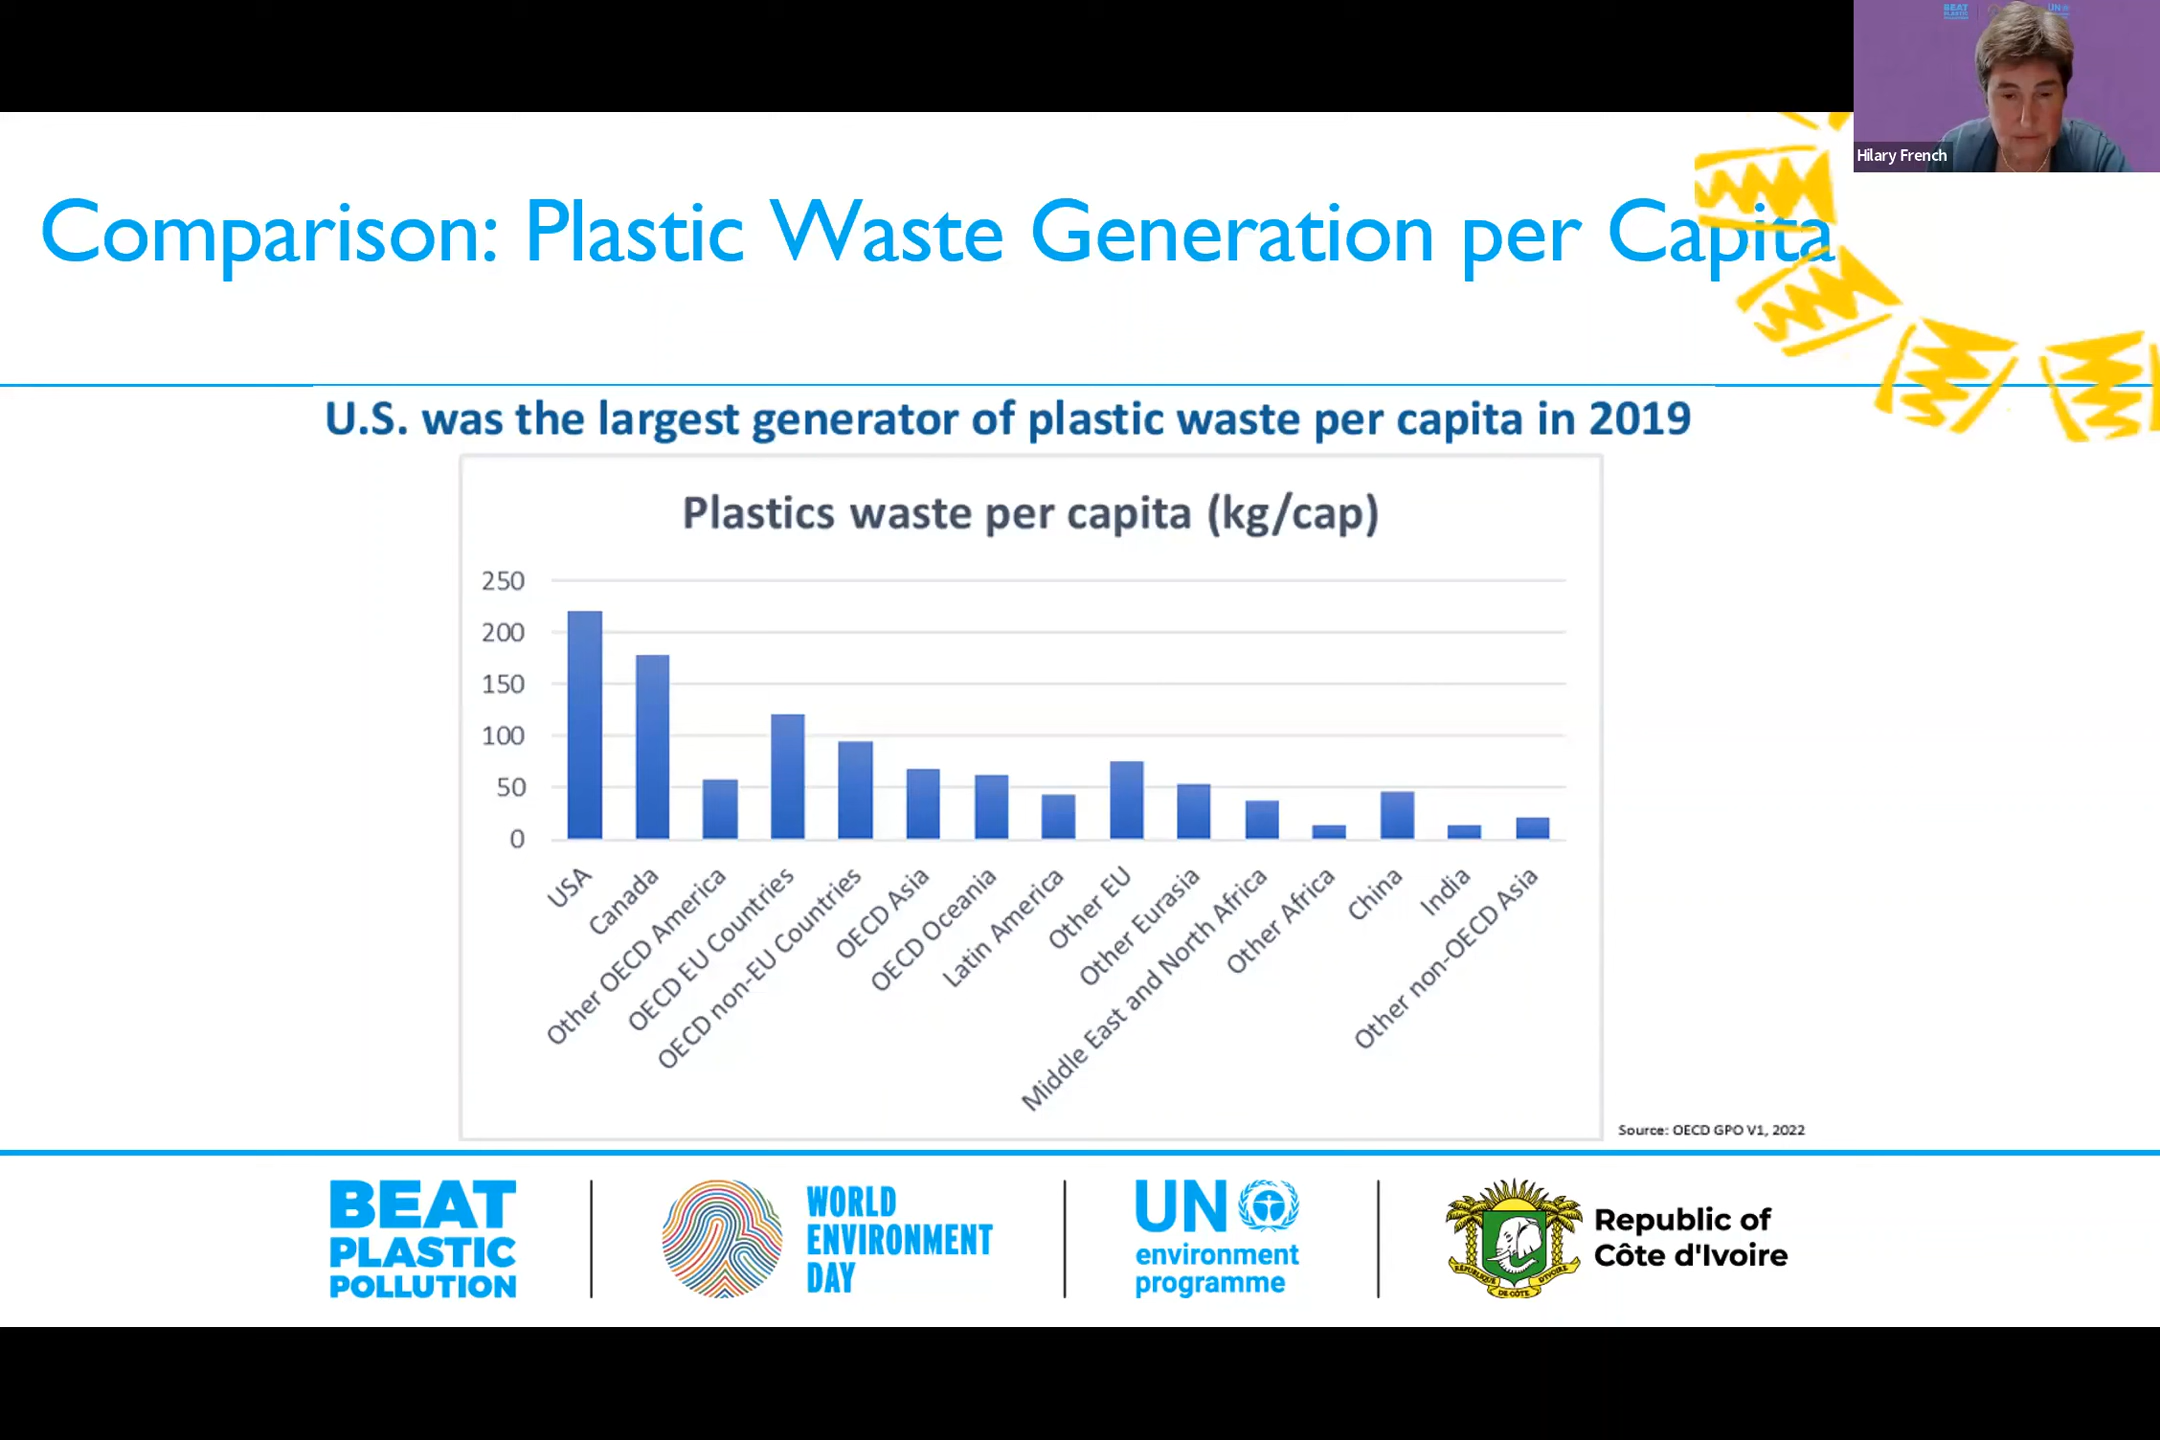 BEAT
PLASTIC
UN
Hilary French
Comparison: Plastic Waste Generation per Capita
U.S. was the largest generator of plastic waste per capita in 2019
Plastics waste per capita (kg/cap)
250
200
150
100
50
0
USA
Canada
Other OECD America
OECD EU Countries
OECD non-EU Countries
OECD Asia
OECD Oceania
Latin America
Other EU
Other Eurasia
Middle East and North Africa
Other Africa
China
India
Other non-OECD Asia
Source: OECD GPO V1, 2022
BEAT
PLASTIC
POLLUTION
WORLD
ENVIRONMENT
DAY
UN
environment
programme
Republic of
Côte d'Ivoire